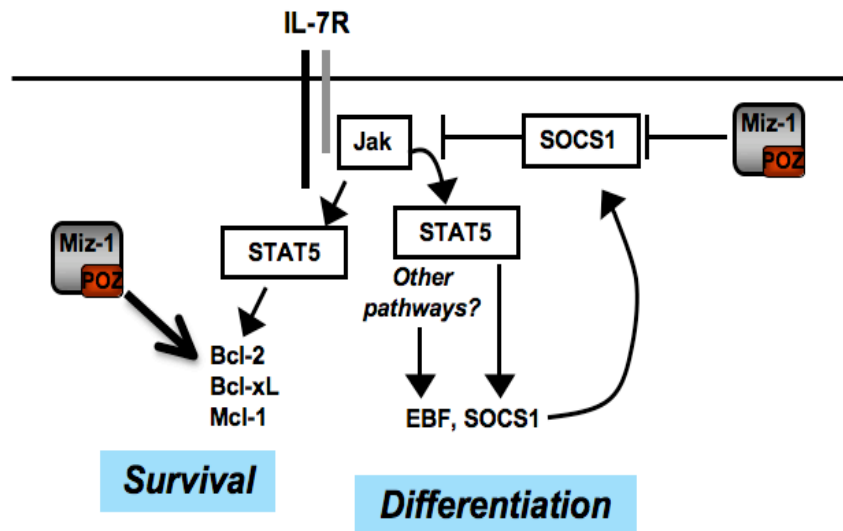 IL-7R
Jak
SOCS1
Miz-1
POZ
Miz-1
POZ
STAT5
STAT5
Other
pathways?
Bcl-2
Bcl-xL
Mcl-1
EBF, SOCS1
Survival
Differentiation